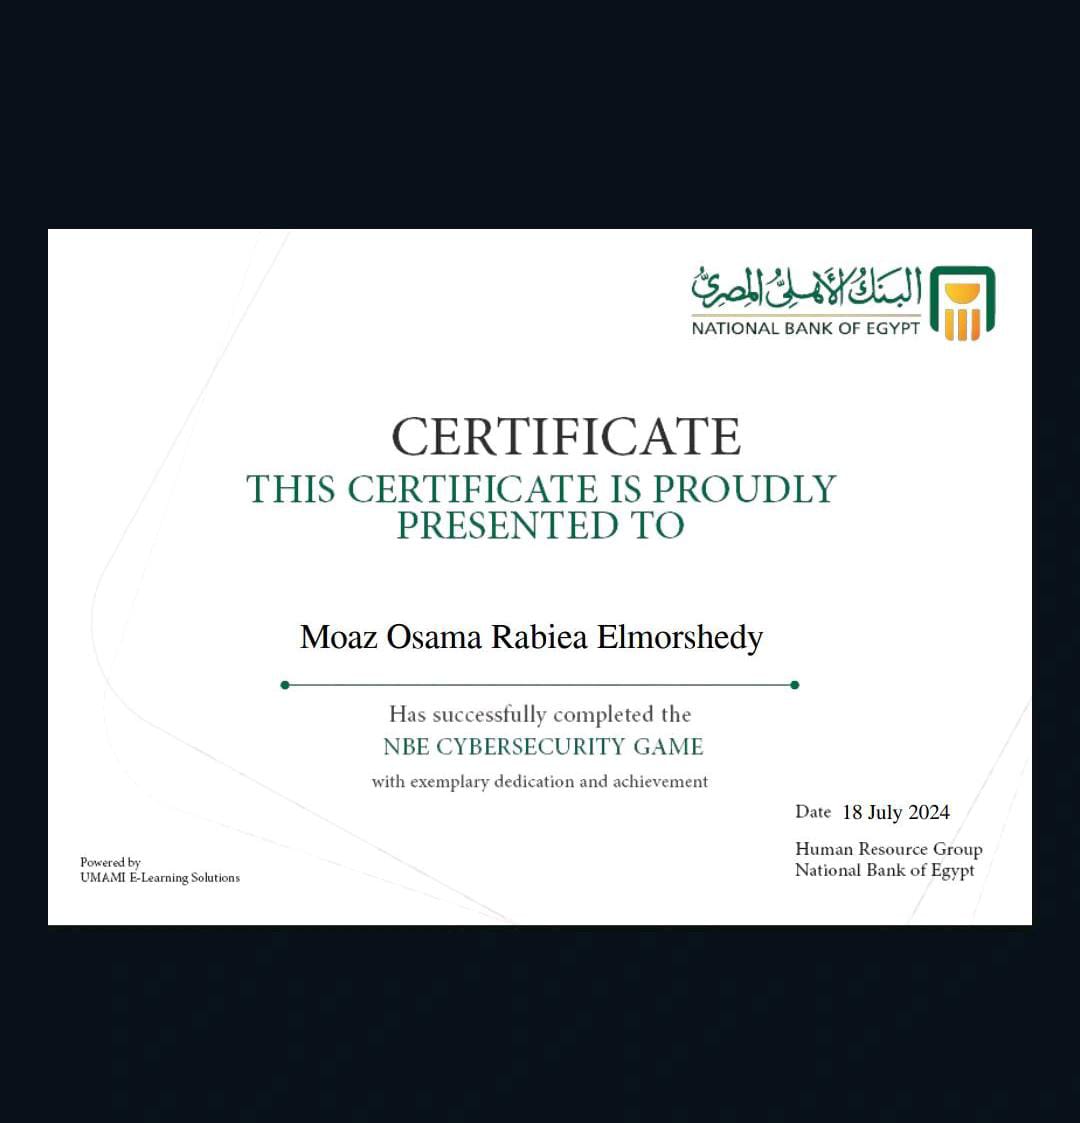 البنك الأهلي المصري
NATIONAL BANK OF EGYPT
CERTIFICATE
THIS CERTIFICATE IS PROUDLY
PRESENTED TO
Moaz Osama Rabiea Elmorshedy
Has successfully completed the
NBE CYBERSECURITY GAME
with exemplary dedication and achievement
Date 18 July 2024
Human Resource Group
National Bank of Egypt
Powered by
UMAMI E-Learning Solutions